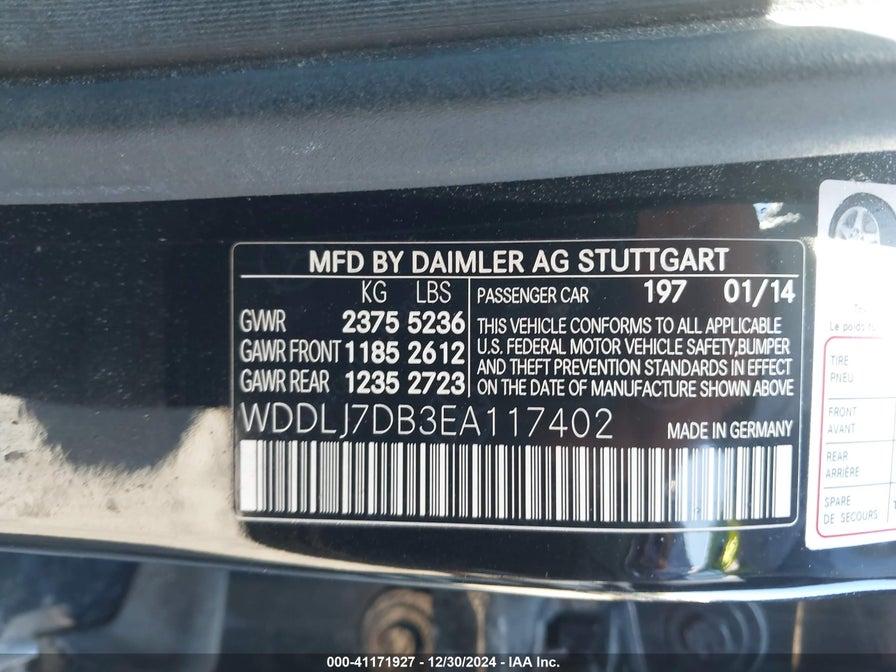 MFD BY DAIMLER AG STUTTGART
KG LBS
GVWR 2375 5236
GAWR FRONT 1185 2612
GAWR REAR 1235 2723
PASSENGER CAR 197 01/14
THIS VEHICLE CONFORMS TO ALL APPLICABLE
U.S. FEDERAL MOTOR VEHICLE SAFETY,BUMPER
AND THEFT PREVENTION STANDARDS IN EFFECT
ON THE DATE OF MANUFACTURE SHOWN ABOVE
WDDLJ7DB3EA117402
MADE IN GERMANY
Le poids
TIRE
PNEU
FRONT
AVANT
REAR
ARRIÈRE
SPARE
DE SECOURS
000-41171927 - 12/30/2024 - IAA Inc.